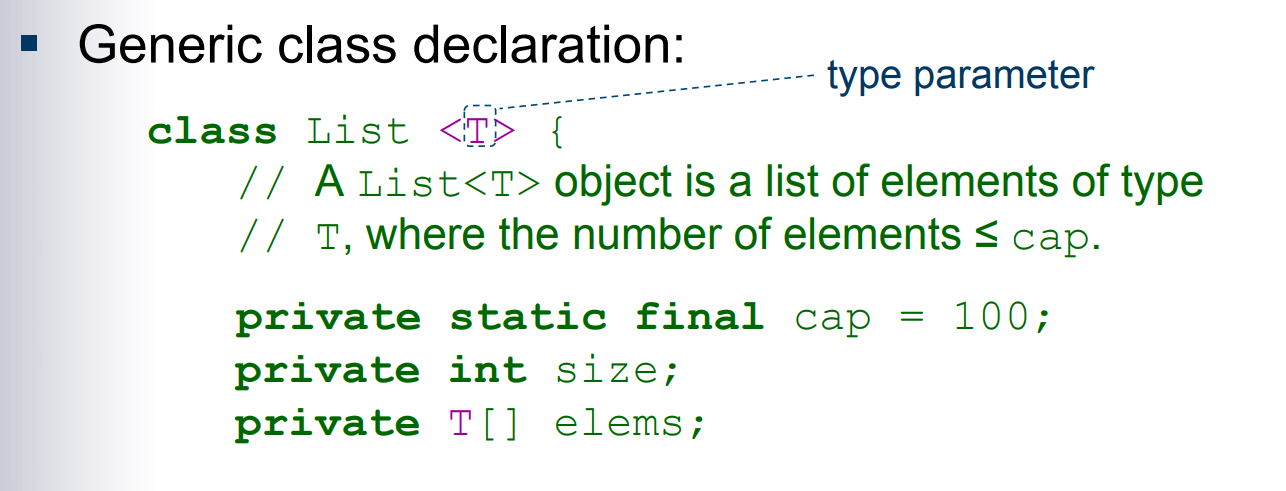 ▪ Generic class declaration:
type parameter
class List <T> {
// A List<T> object is a list of elements of type
// T, where the number of elements ≤ cap.
private static final cap = 100;
private int size;
private T[] elems;